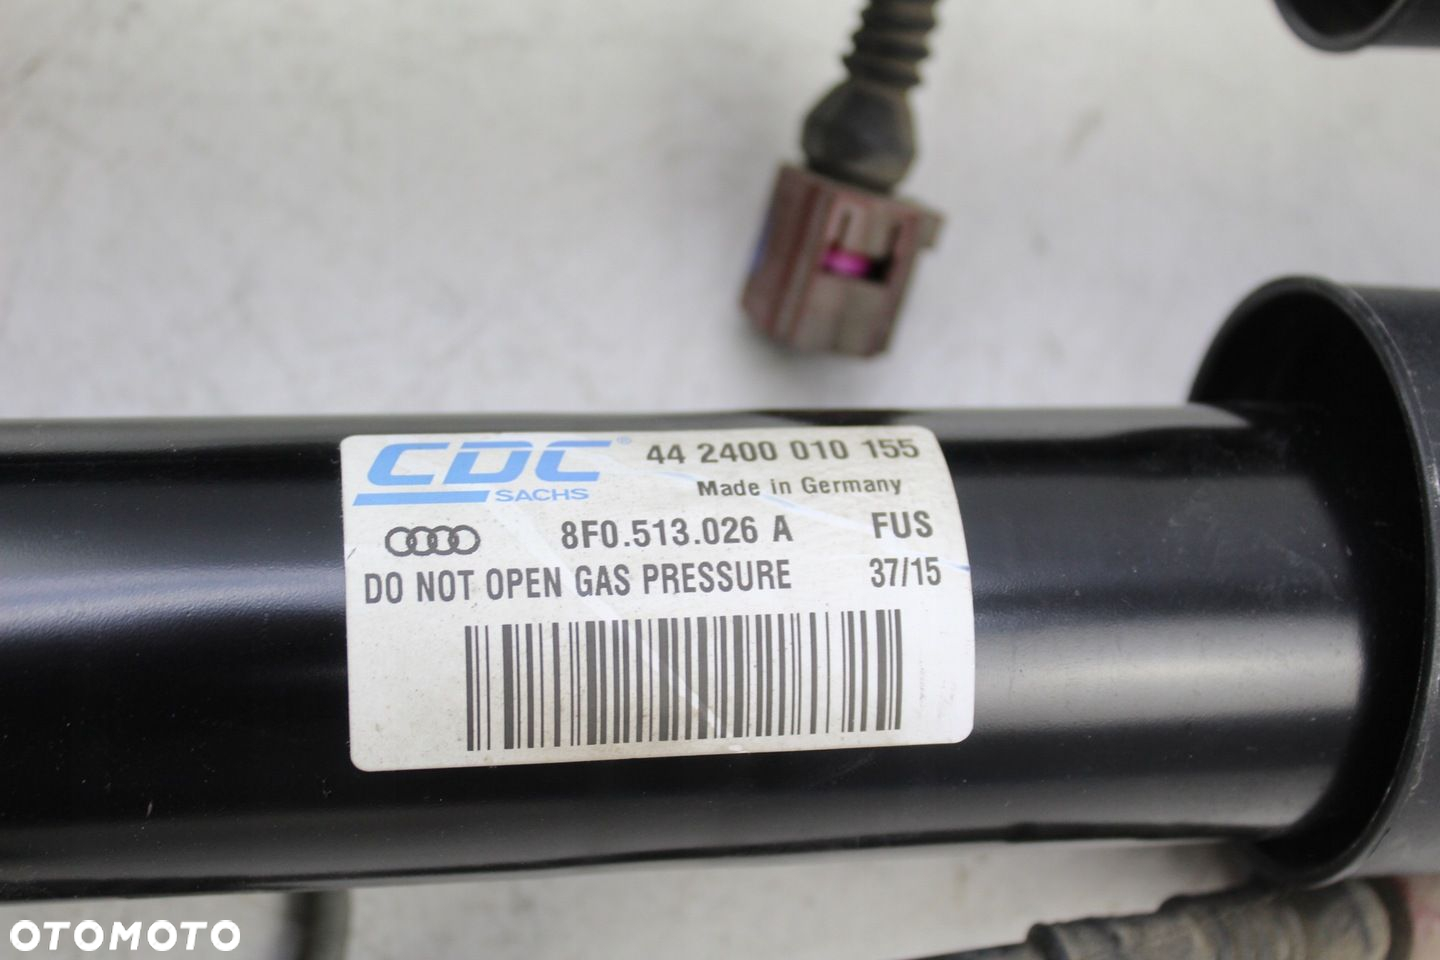 CDC® 44 2400 010 155
SACHS Made in Germany
8F0.513.026 A FUS
DO NOT OPEN GAS PRESSURE 37/15
OTOMOTO